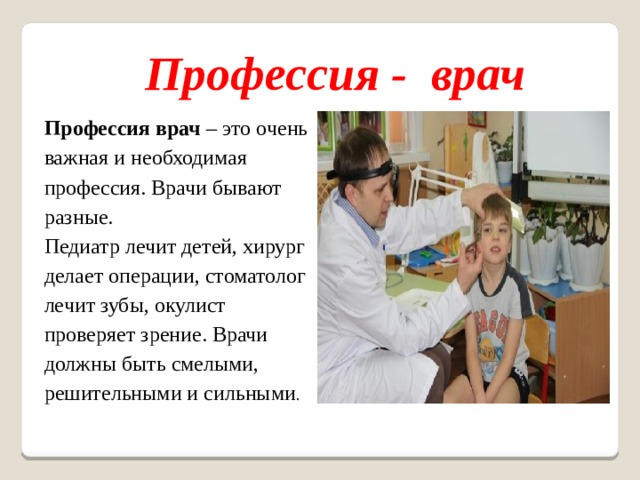 Профессия - врач
Профессия врач – это очень
важная и необходимая
профессия. Врачи бывают
разные.
Педиатр лечит детей, хирург
делает операции, стоматолог
лечит зубы, окулист
проверяет зрение. Врачи
должны быть смелыми,
решительными и сильными.